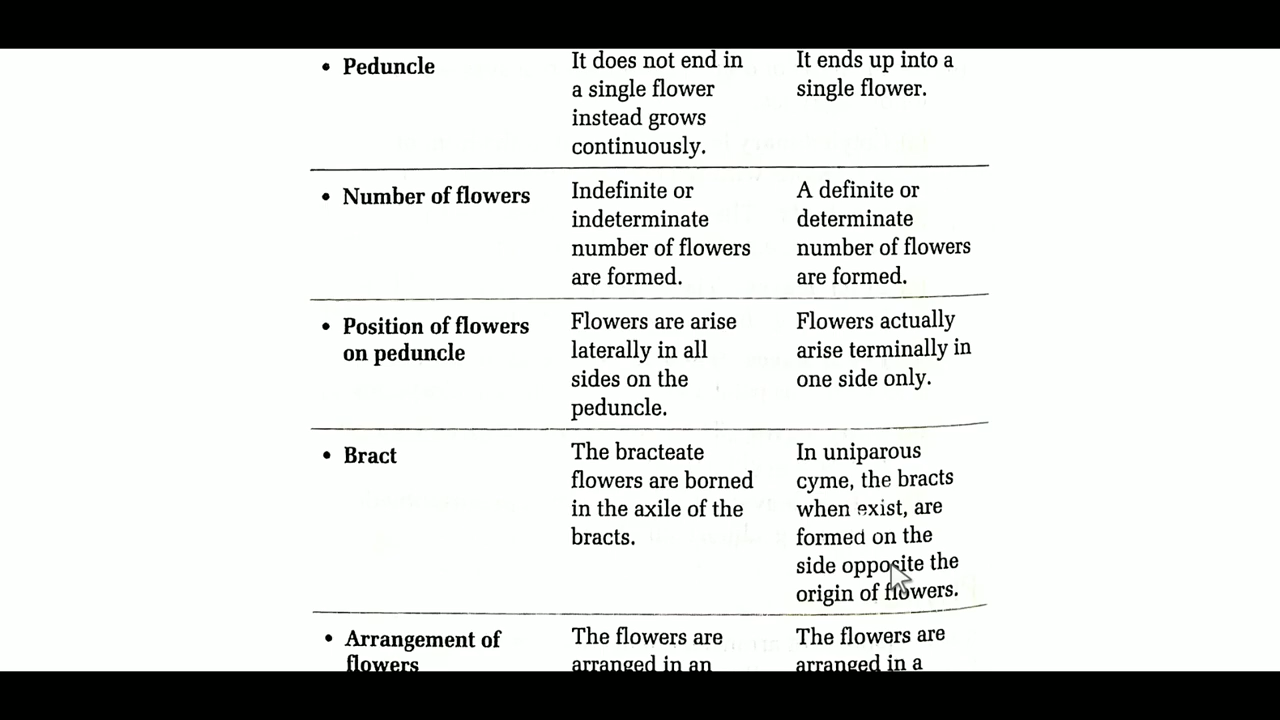 • Peduncle
It does not end in
a single flower
instead grows
continuously.
It ends up into a
single flower.
• Number of flowers
Indefinite or
indeterminate
number of flowers
are formed.
A definite or
determinate
number of flowers
are formed.
• Position of flowers
on peduncle
Flowers are arise
laterally in all
sides on the
peduncle.
Flowers actually
arise terminally in
one side only.
• Bract
The bracteate
flowers are borned
in the axile of the
bracts.
In uniparous
cyme, the bracts
when exist, are
formed on the
side opposite the
origin of flowers.
• Arrangement of
flowers
The flowers are
arranged in an
The flowers are
arranged in a